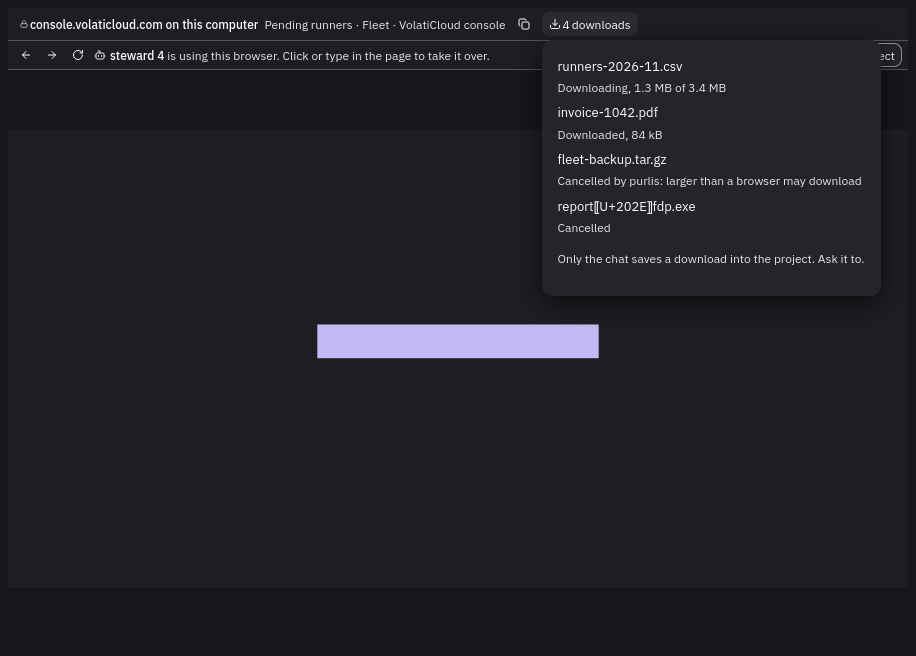 console.volaticloud.com on this computer Pending runners · Fleet · VolatiCloud console 4 downloads
steward 4 is using this browser. Click or type in the page to take it over.
ect
runners-2026-11.csv
Downloading, 1.3 MB of 3.4 MB
invoice-1042.pdf
Downloaded, 84 kB
fleet-backup.tar.gz
Cancelled by purlis: larger than a browser may download
report⟦U+202E⟧fdp.exe
Cancelled
Only the chat saves a download into the project. Ask it to.